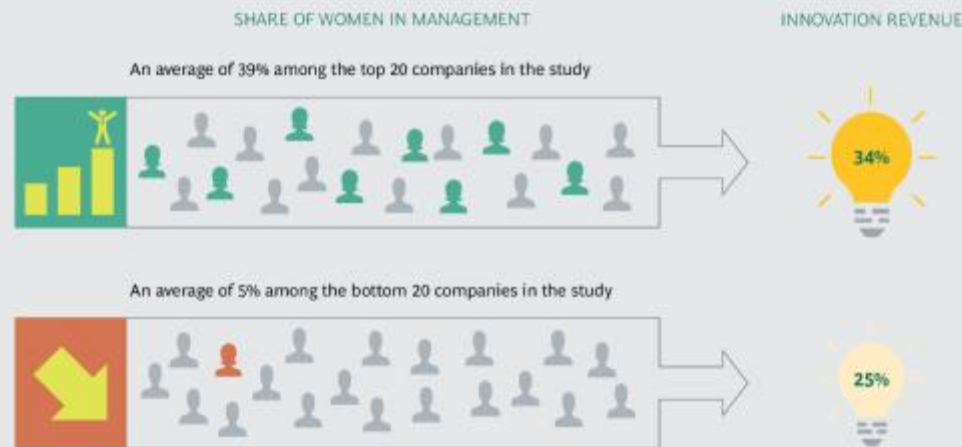 SHARE OF WOMEN IN MANAGEMENT
INNOVATION REVENUE
An average of 39% among the top 20 companies in the study
34%
An average of 5% among the bottom 20 companies in the study
25%